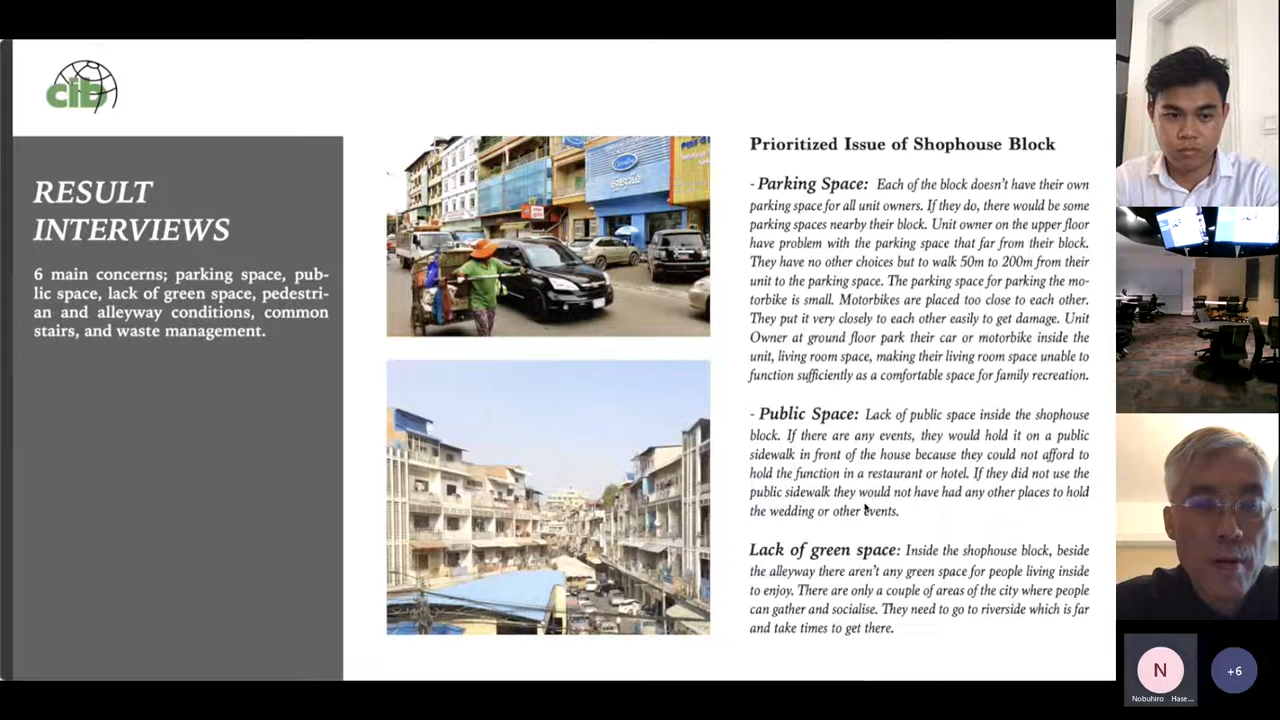 cib
RESULT
INTERVIEWS
6 main concerns; parking space, pub-
lic space, lack of green space, pedestri-
an and alleyway conditions, common
stairs, and waste management.
Prioritized Issue of Shophouse Block
- Parking Space: Each of the block doesn't have their own
parking space for all unit owners. If they do, there would be some
parking spaces nearby their block. Unit owner on the upper floor
have problem with the parking space that far from their block.
They have no other choices but to walk 50m to 200m from their
unit to the parking space. The parking space for parking the mo-
torbike is small. Motorbikes are placed too close to each other.
They put it very closely to each other easily to get damage. Unit
Owner at ground floor park their car or motorbike inside the
unit, living room space, making their living room space unable to
function sufficiently as a comfortable space for family recreation.
- Public Space: Lack of public space inside the shophouse
block. If there are any events, they would hold it on a public
sidewalk in front of the house because they could not afford to
hold the function in a restaurant or hotel. If they did not use the
public sidewalk they would not have had any other places to hold
the wedding or other events.
Lack of green space: Inside the shophouse block, beside
the alleyway there aren't any green space for people living inside
to enjoy. There are only a couple of areas of the city where people
can gather and socialise. They need to go to riverside which is far
and take times to get there.
N
+6
Nobuhiro Hase...